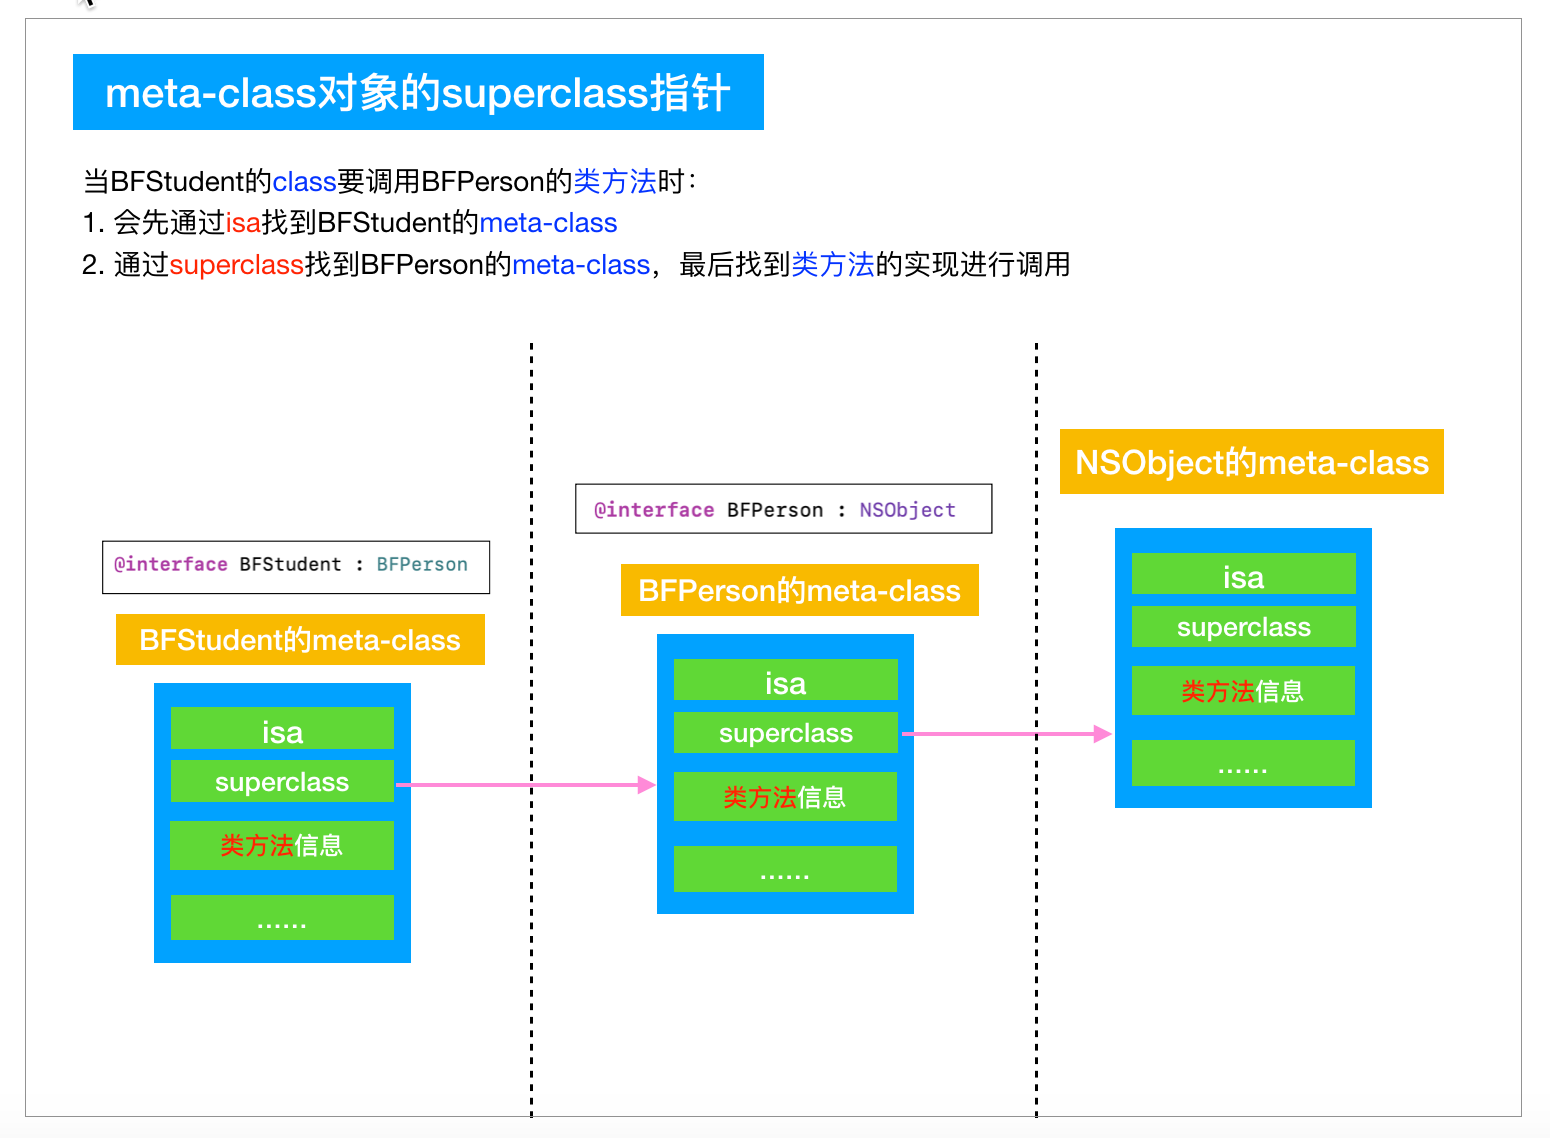 meta-class对象的superclass指针
当BFStudent的class要调用BFPerson的类方法时：
1. 会先通过isa找到BFStudent的meta-class
2. 通过superclass找到BFPerson的meta-class，最后找到类方法的实现进行调用
@interface BFStudent : BFPerson
BFStudent的meta-class
isa
superclass
类方法信息
......
@interface BFPerson : NSObject
BFPerson的meta-class
isa
superclass
类方法信息
......
NSObject的meta-class
isa
superclass
类方法信息
......